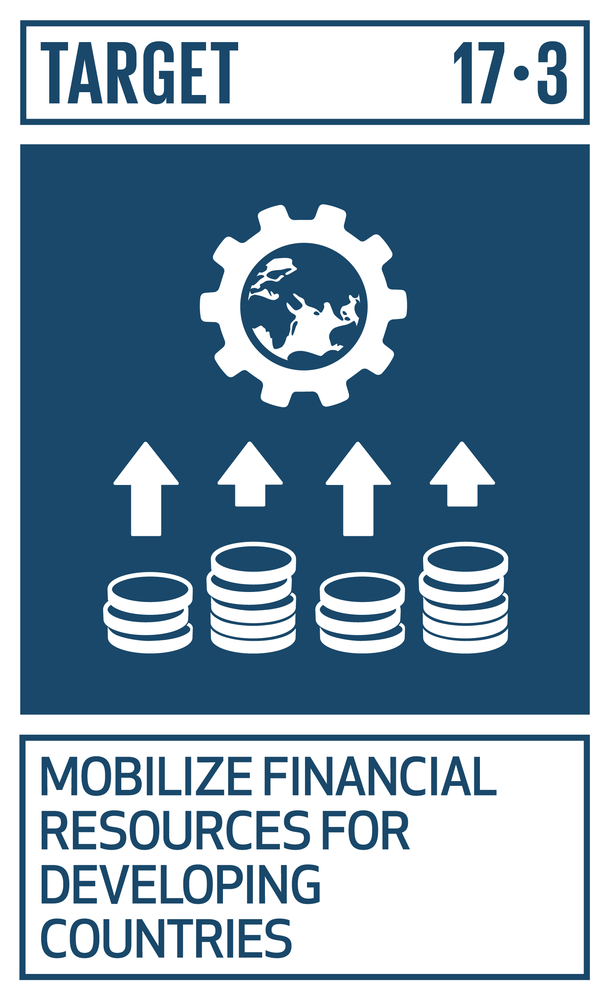 TARGET 17•3
MOBILIZE FINANCIAL
RESOURCES FOR
DEVELOPING
COUNTRIES